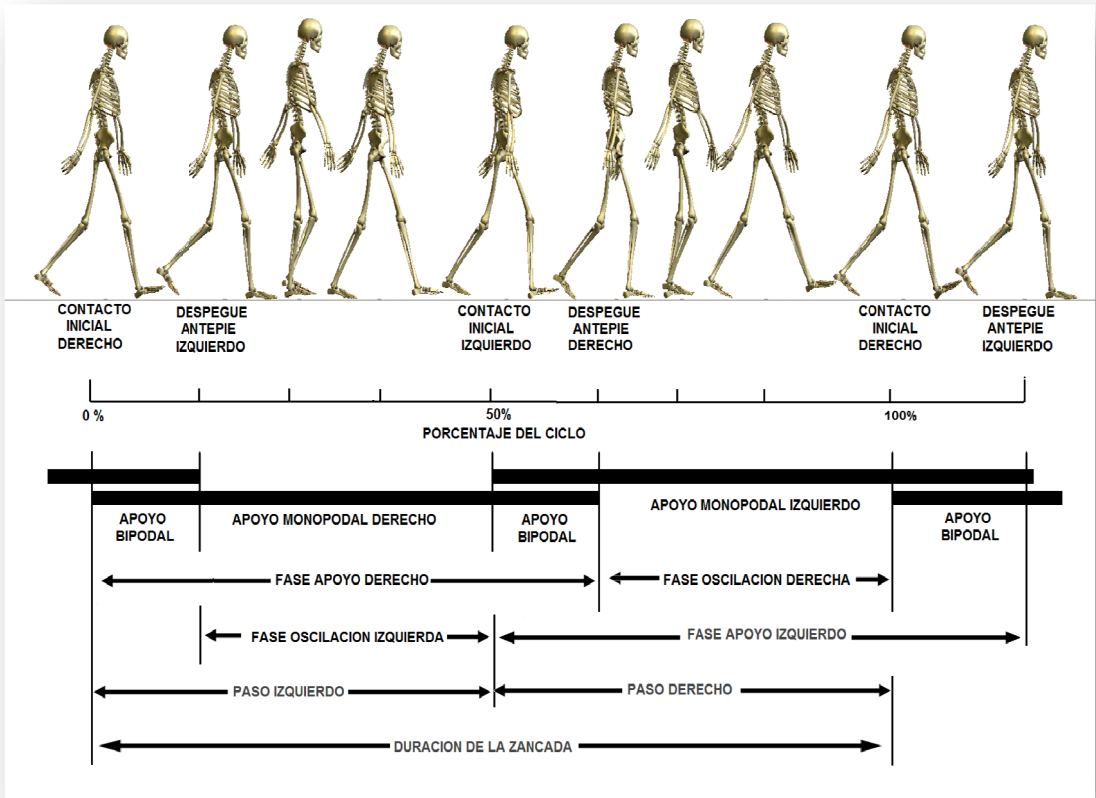 CONTACTO
INICIAL
DERECHO
DESPEGUE
ANTEPIE
IZQUIERDO
CONTACTO
INICIAL
IZQUIERDO
DESPEGUE
ANTEPIE
DERECHO
CONTACTO
INICIAL
DERECHO
DESPEGUE
ANTEPIE
IZQUIERDO
0 %
50%
100%
PORCENTAJE DEL CICLO
APOYO
BIPODAL
APOYO MONOPODAL DERECHO
APOYO
BIPODAL
APOYO MONOPODAL IZQUIERDO
APOYO
BIPODAL
FASE APOYO DERECHO
FASE OSCILACION DERECHA
FASE OSCILACION IZQUIERDA
FASE APOYO IZQUIERDO
PASO IZQUIERDO
PASO DERECHO
DURACION DE LA ZANCADA